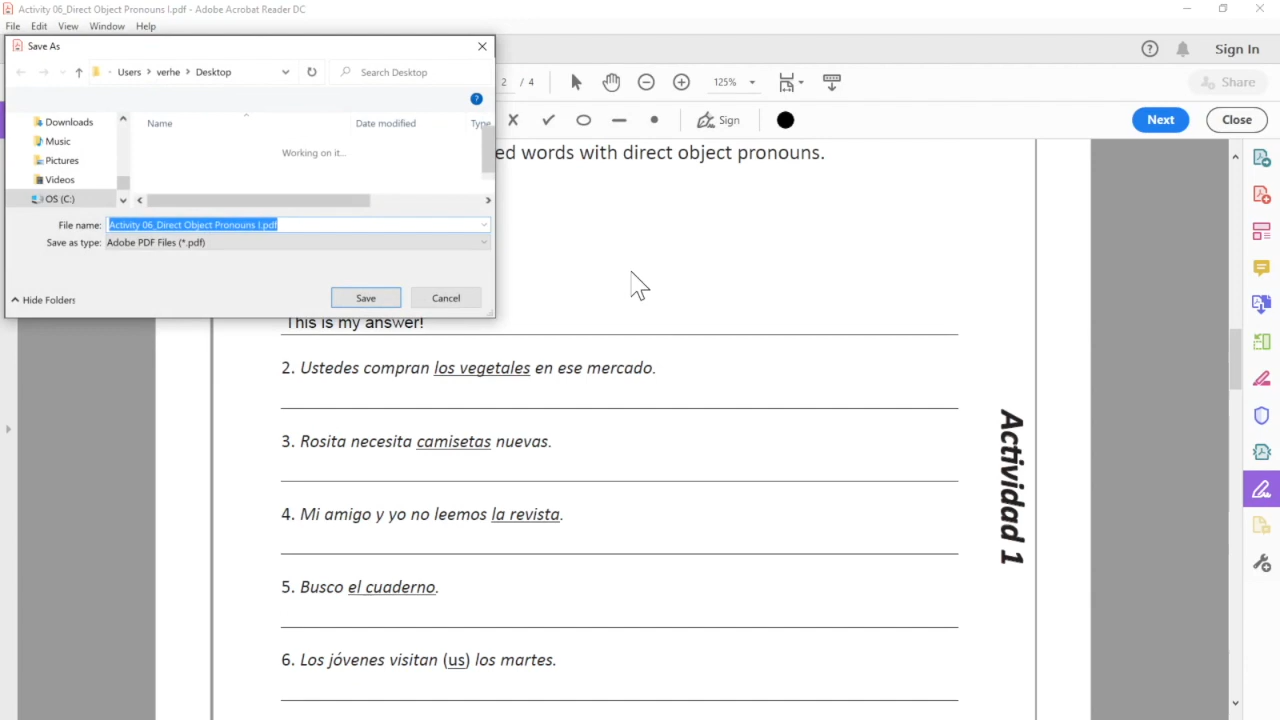 Activity 06_Direct Object Pronouns I.pdf - Adobe Acrobat Reader DC
File Edit View Window Help
Save As
Sign In
Users > verhe > Desktop
Search Desktop
2 / 4
125%
Share
Downloads
Music
Pictures
Videos
OS (C:)
Name
Date modified
Type
Working on it...
Sign
Next
Close
ed words with direct object pronouns.
File name: Activity 06_Direct Object Pronouns I.pdf
Save as type: Adobe PDF Files (*.pdf)
Hide Folders
Save
Cancel
This is my answer!
2. Ustedes compran los vegetales en ese mercado.
3. Rosita necesita camisetas nuevas.
4. Mi amigo y yo no leemos la revista.
5. Busco el cuaderno.
6. Los jóvenes visitan (us) los martes.
Actividad 1